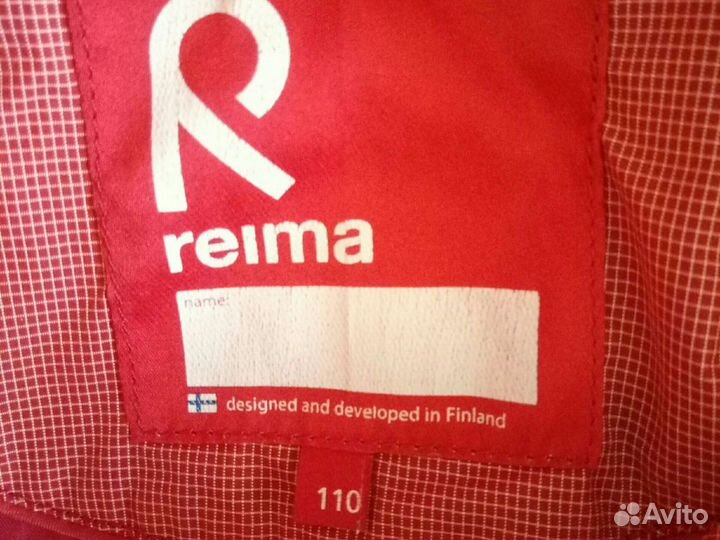 reima
name:
designed and developed in Finland
110
Avito